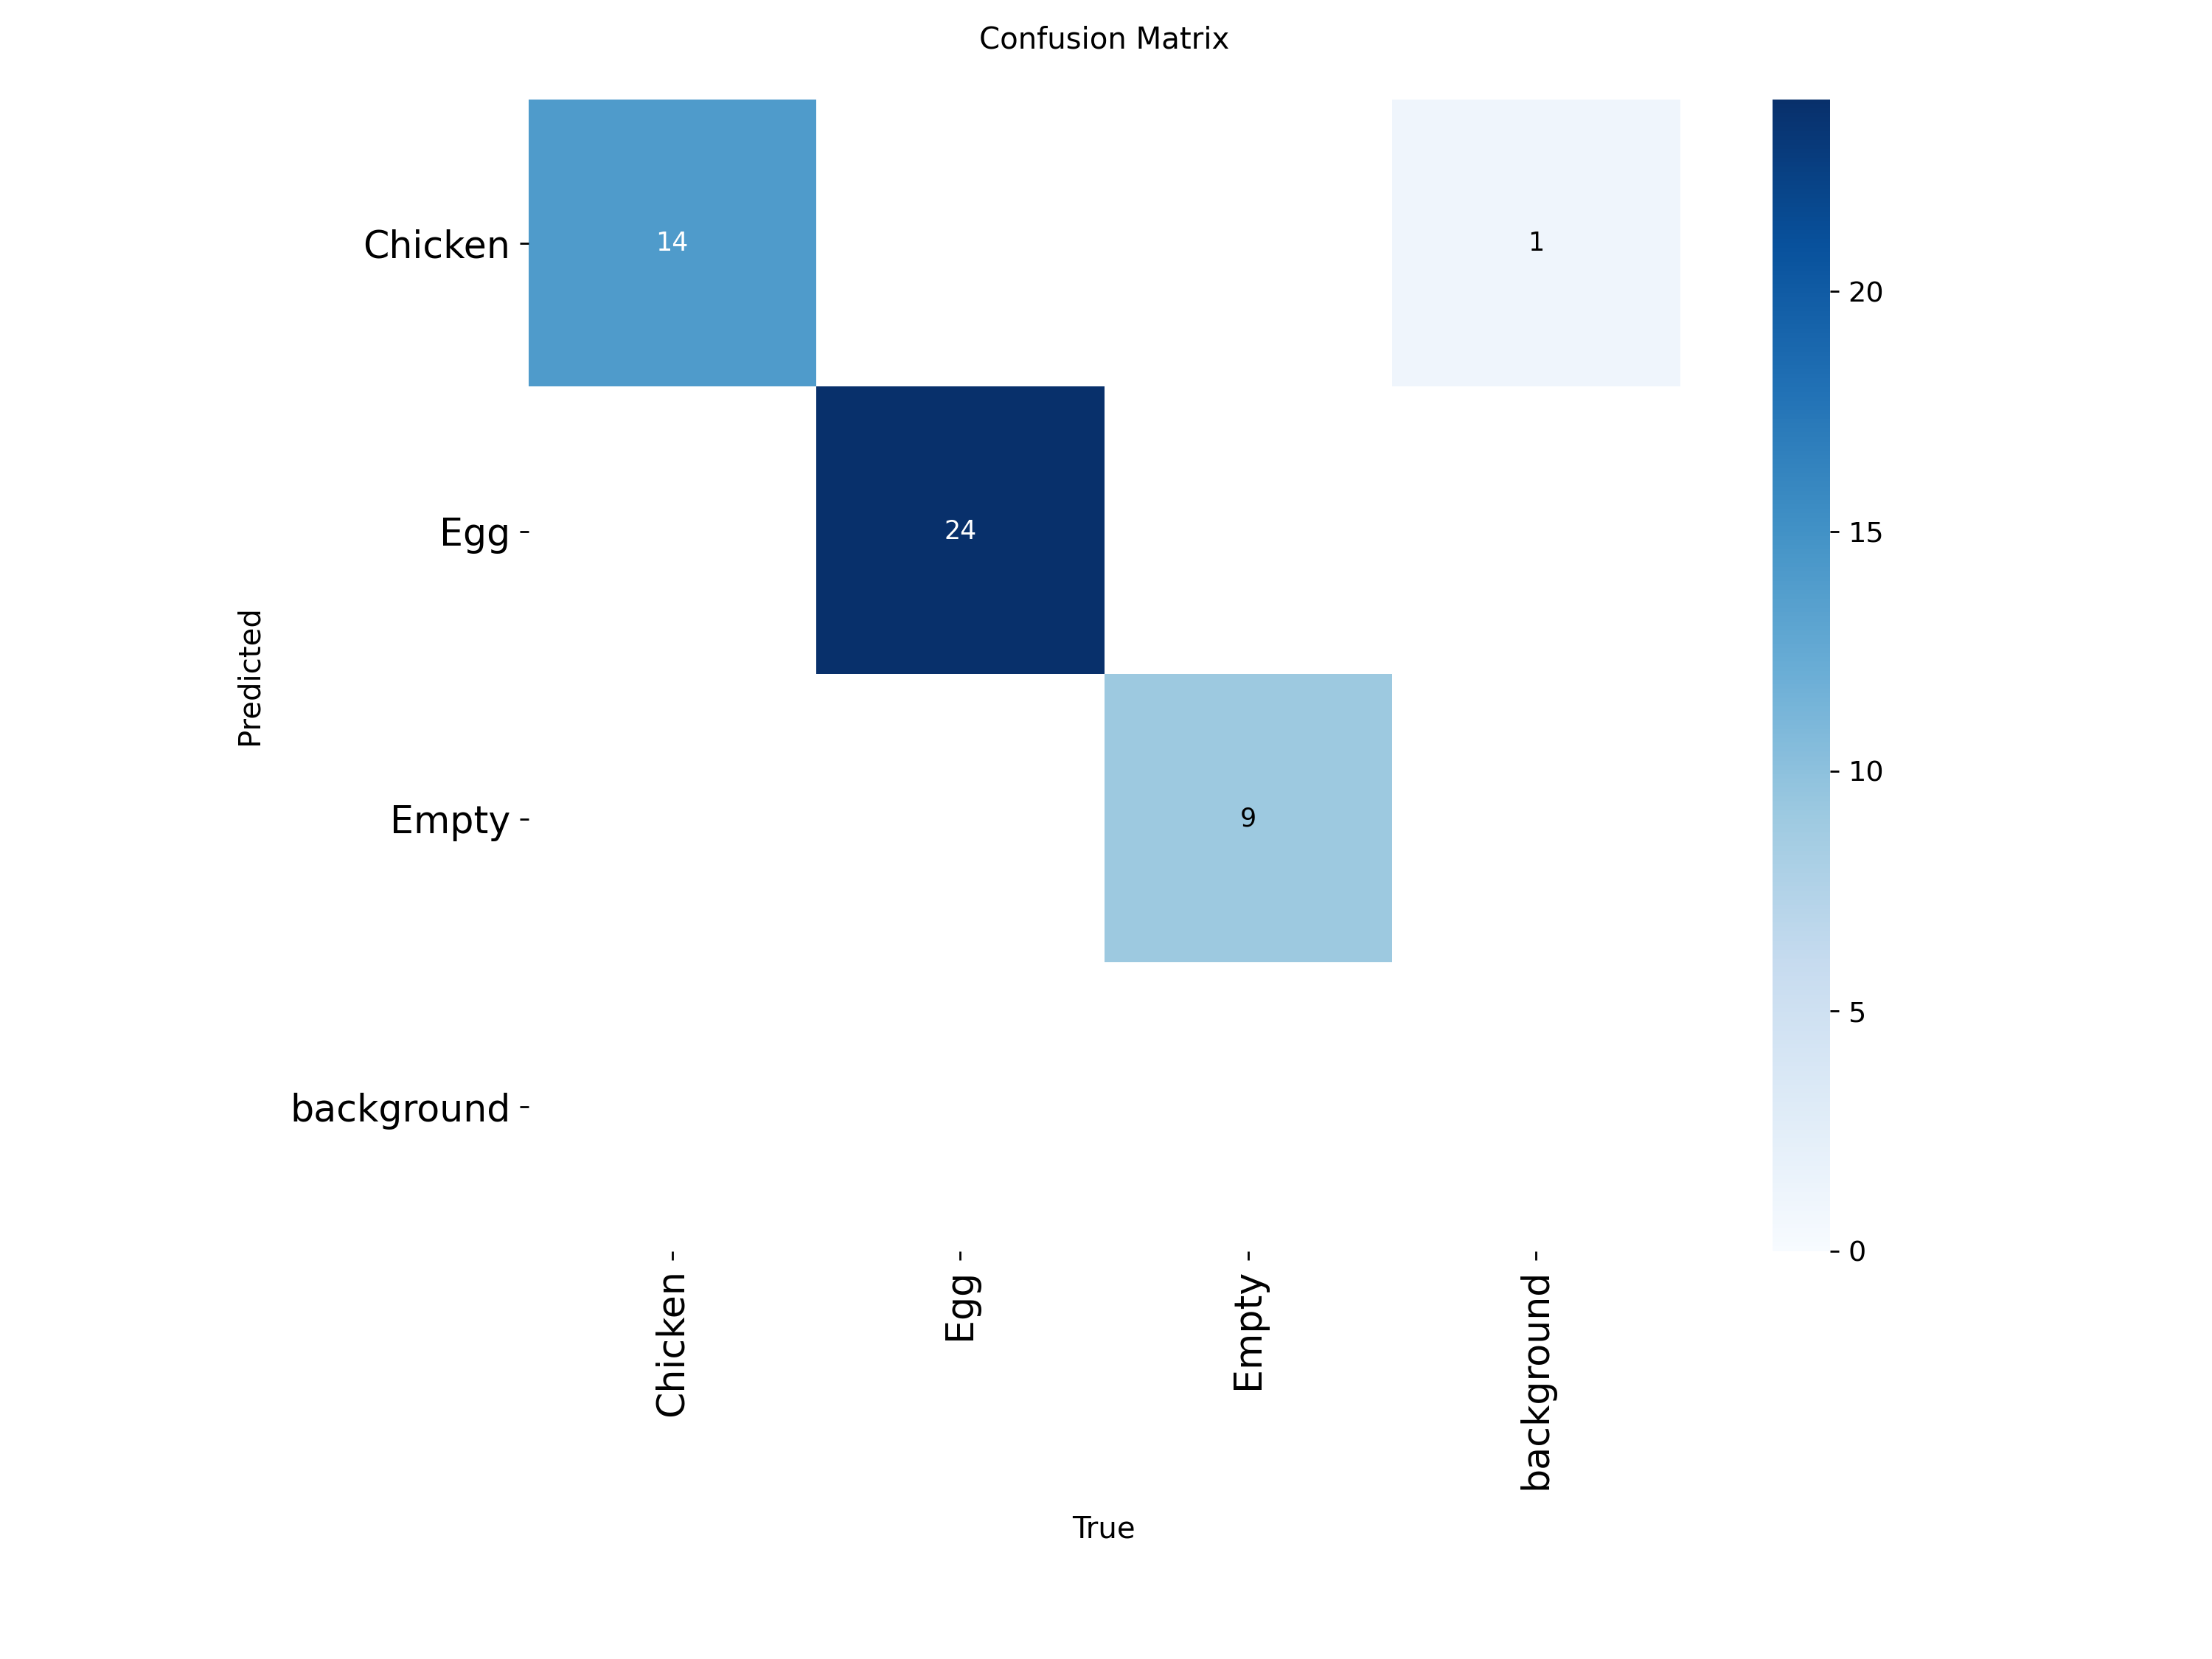 Confusion Matrix
Chicken
14
1
20
Egg
24
15
Predicted
Empty
9
10
background
5
0
Chicken
Egg
Empty
background
True